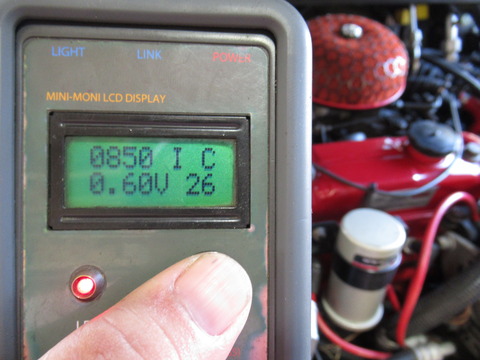 LIGHT LINK POWER
MINI-MONI LCD DISPLAY
0850 I C
0.60V 26